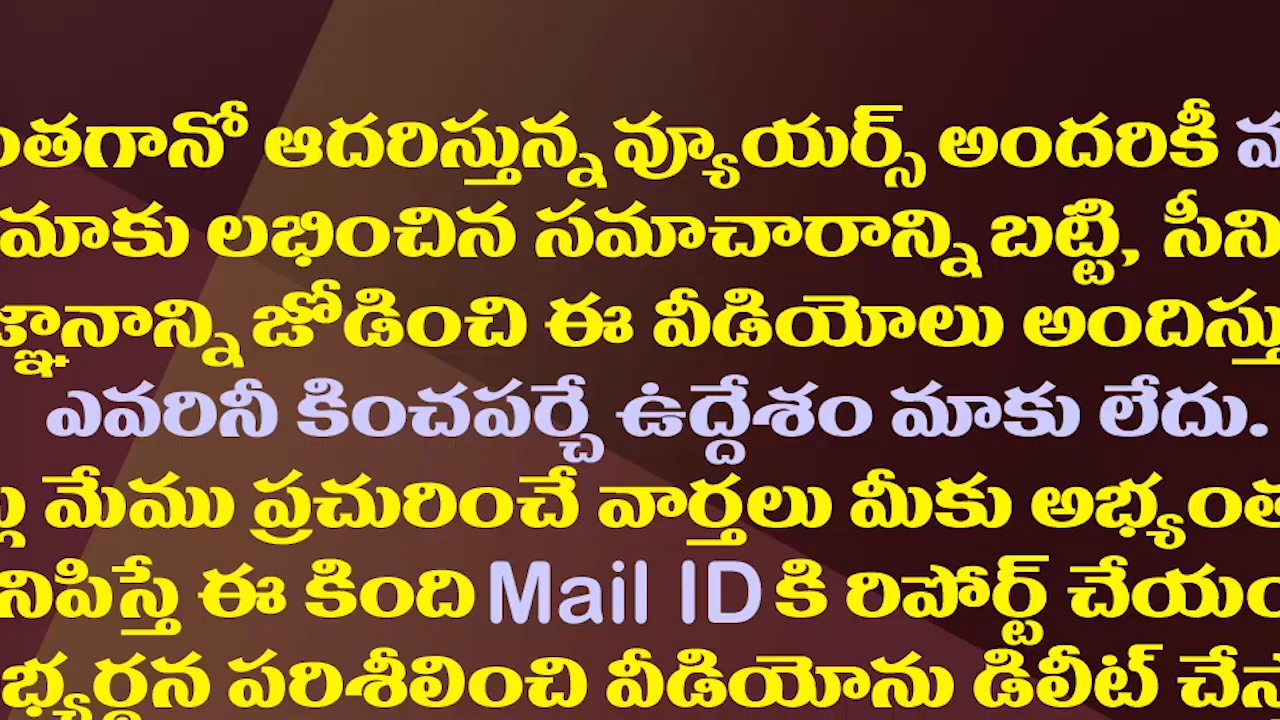 ఆదరిస్తున్న వ్యూయర్స్ అందరికీ
మాకు లభించిన సమాచారాన్ని బట్టి, సీని
జోడించి ఈ వీడియోలు
ఎవరినీ కించపర్చే ఉద్దేశం మాకు లేదు.
మేము ప్రచురించే వార్తలు మీకు
ఈ కింది Mail ID కి రిపోర్ట్
పరిశీలించి వీడియోను డిలీట్